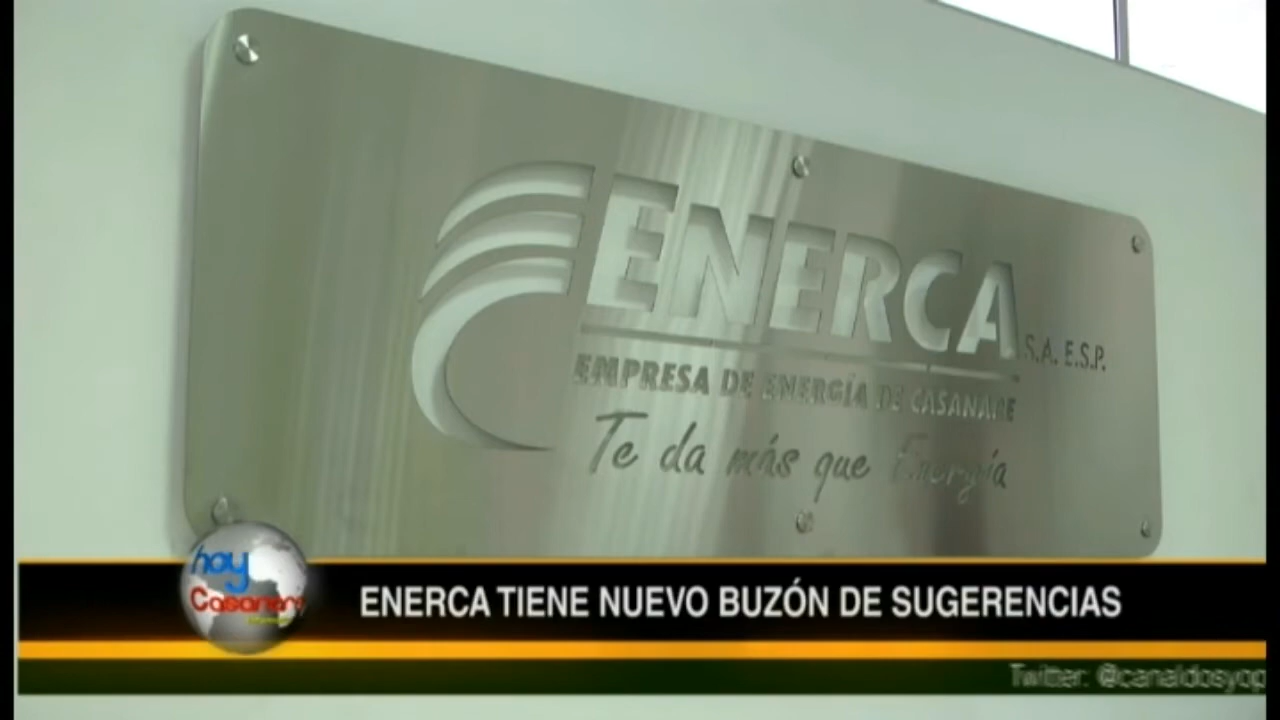 ENERCA
S.A. E.S.P.
EMPRESA DE ENERGÍA DE CASANARE
Te da más que Energía
hoy
Casanare
ENERCA TIENE NUEVO BUZÓN DE SUGERENCIAS
Twitter: @canaldosyop